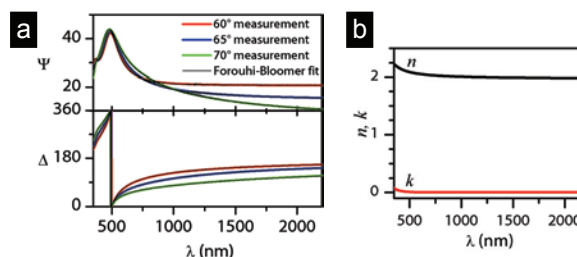 a
60° measurement
65° measurement
70° measurement
Forouhi-Bloomer fit
Ψ
40
20
360
Δ
180
0
500
1000
1500
2000
λ (nm)
b
n
k
n, k
2
1
0
500
1000
1500
2000
λ (nm)